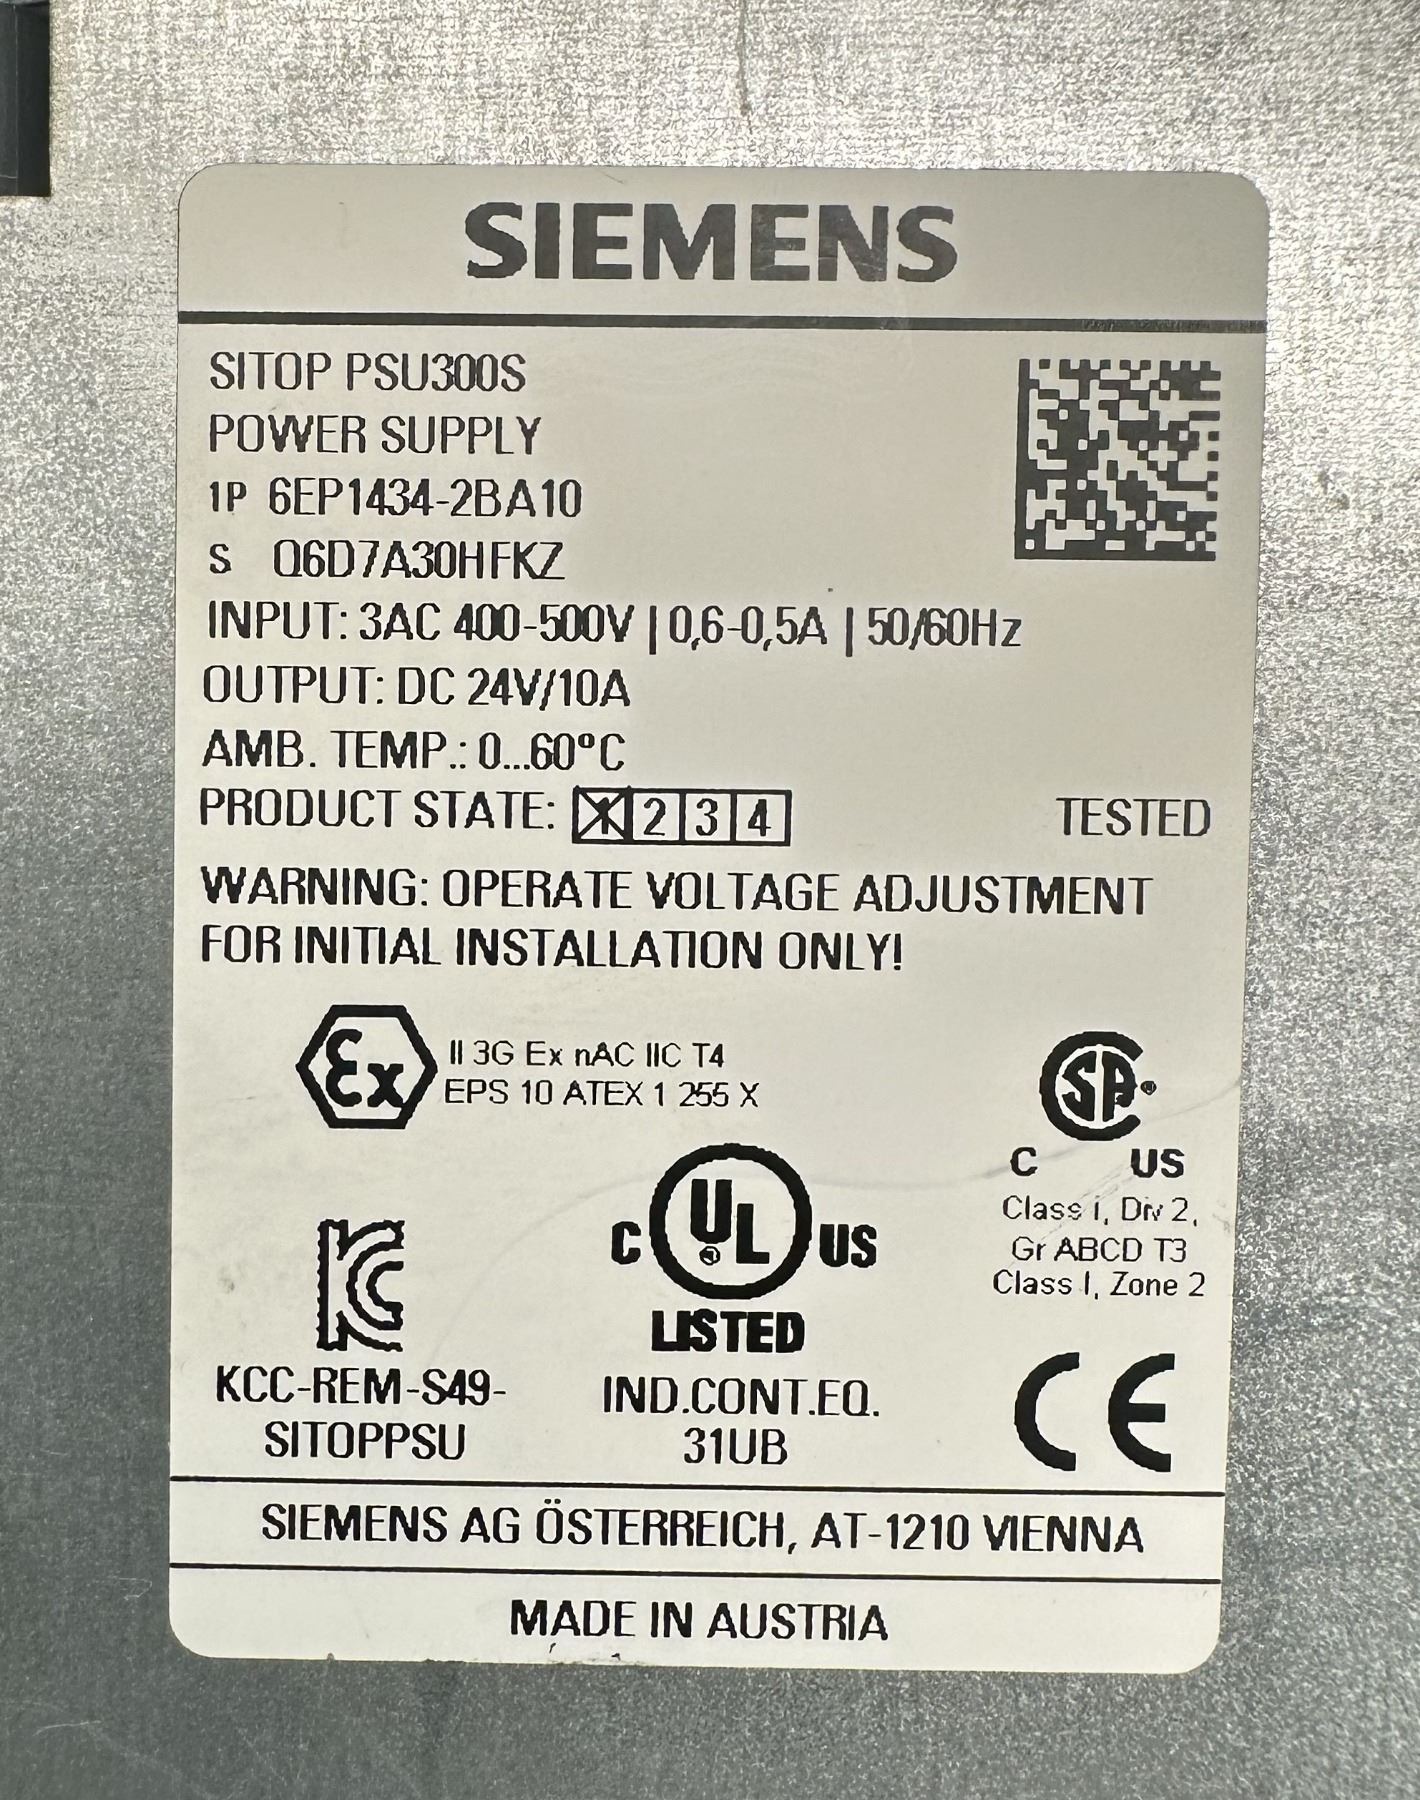 SIEMENS
SITOP PSU300S
POWER SUPPLY
1P 6EP1434-2BA10
S Q6D7A30HFKZ
INPUT: 3AC 400-500V | 0,6-0,5A | 50/60Hz
OUTPUT: DC 24V/10A
AMB. TEMP.: 0...60°C
PRODUCT STATE: 1 2 3 4 TESTED
WARNING: OPERATE VOLTAGE ADJUSTMENT
FOR INITIAL INSTALLATION ONLY!
Ex II 3G Ex nAC IIC T4
EPS 10 ATEX 1 255 X
SA
C US
Class I, Div 2,
Gr ABCD T3
Class I, Zone 2
C UL US
LISTED
IND.CONT.EQ.
31UB
KC
KCC-REM-S49-
SITOPPSU
CE
SIEMENS AG ÖSTERREICH, AT-1210 VIENNA
MADE IN AUSTRIA